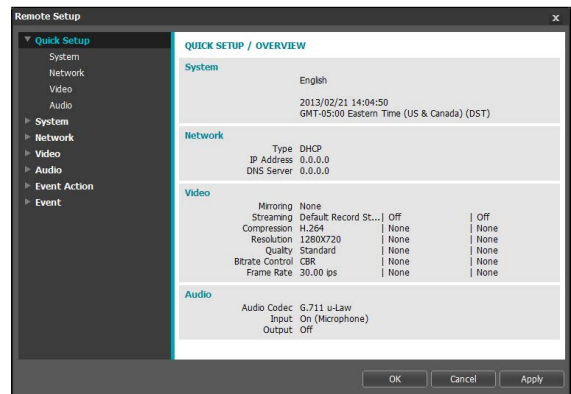 Remote Setup x
Quick Setup
System
Network
Video
Audio
System
Network
Video
Audio
Event Action
Event
QUICK SETUP / OVERVIEW
System
English
2013/02/21 14:04:50
GMT-05:00 Eastern Time (US & Canada) (DST)
Network
Type DHCP
IP Address 0.0.0.0
DNS Server 0.0.0.0
Video
Mirroring None
Streaming Default Record St...| Off | Off
Compression H.264 | None | None
Resolution 1280X720 | None | None
Quality Standard | None | None
Bitrate Control CBR | None | None
Frame Rate 30.00 ips | None | None
Audio
Audio Codec G.711 u-Law
Input On (Microphone)
Output Off
OK Cancel Apply